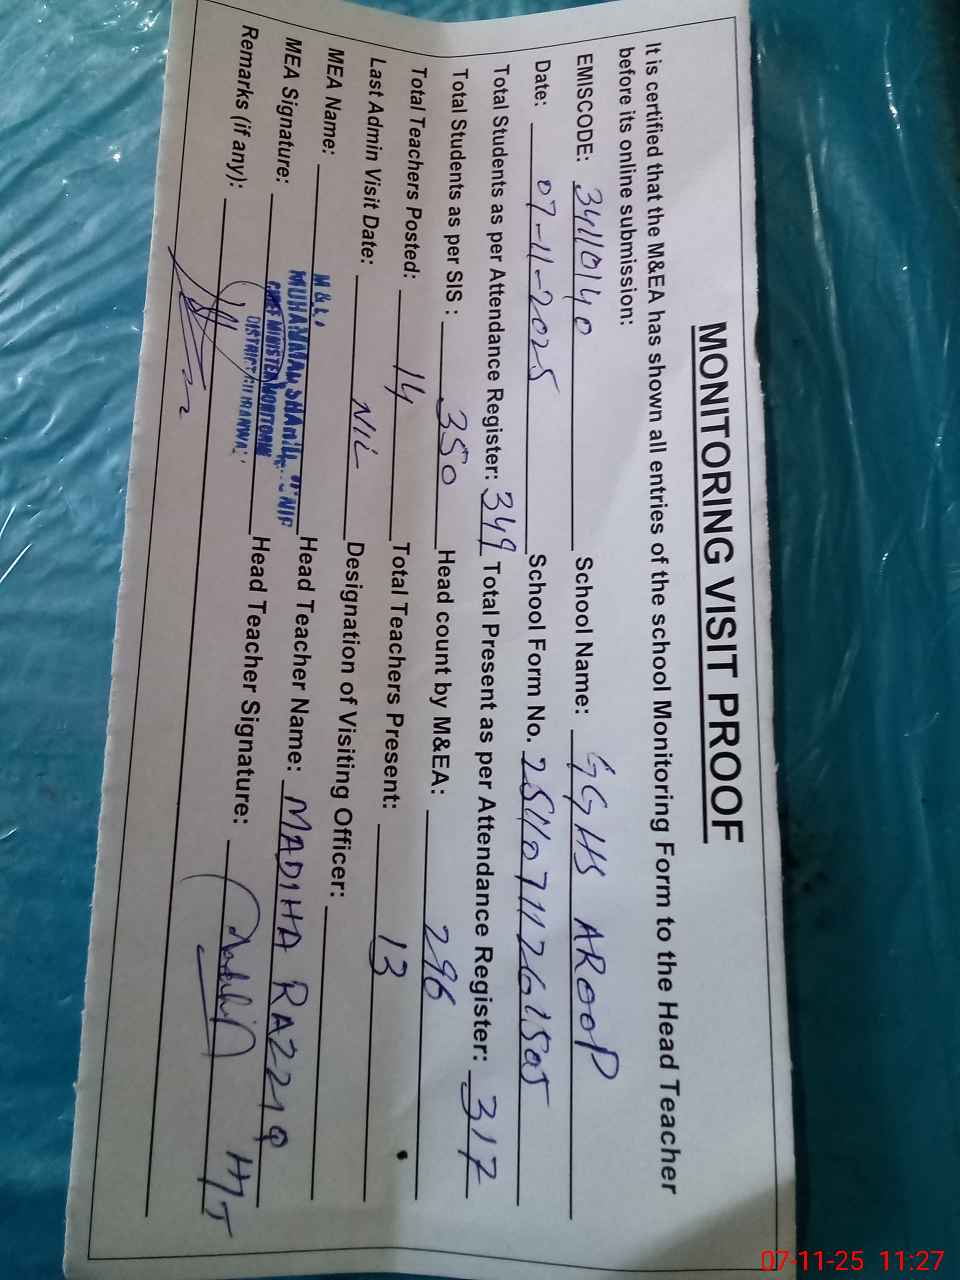 MONITORING VISIT PROOF
It is certified that the M&EA has shown all entries of the school Monitoring Form to the Head Teacher
before its online submission:
EMISCODE: 34110140 School Name: GGHS AROOP
Date: 07-11-2025 School Form No. 25110711261505
Total Students as per Attendance Register: 349 Total Present as per Attendance Register: 317
Total Students as per SIS: 350 Head count by M&EA: 296
Total Teachers Posted: 14 Total Teachers Present: 13
Last Admin Visit Date: NIL Designation of Visiting Officer:
MEA Name: Head Teacher Name: MADIHA RAZZAQ
MEA Signature: Head Teacher Signature: HT
Remarks (if any):
07-11-25 11:27